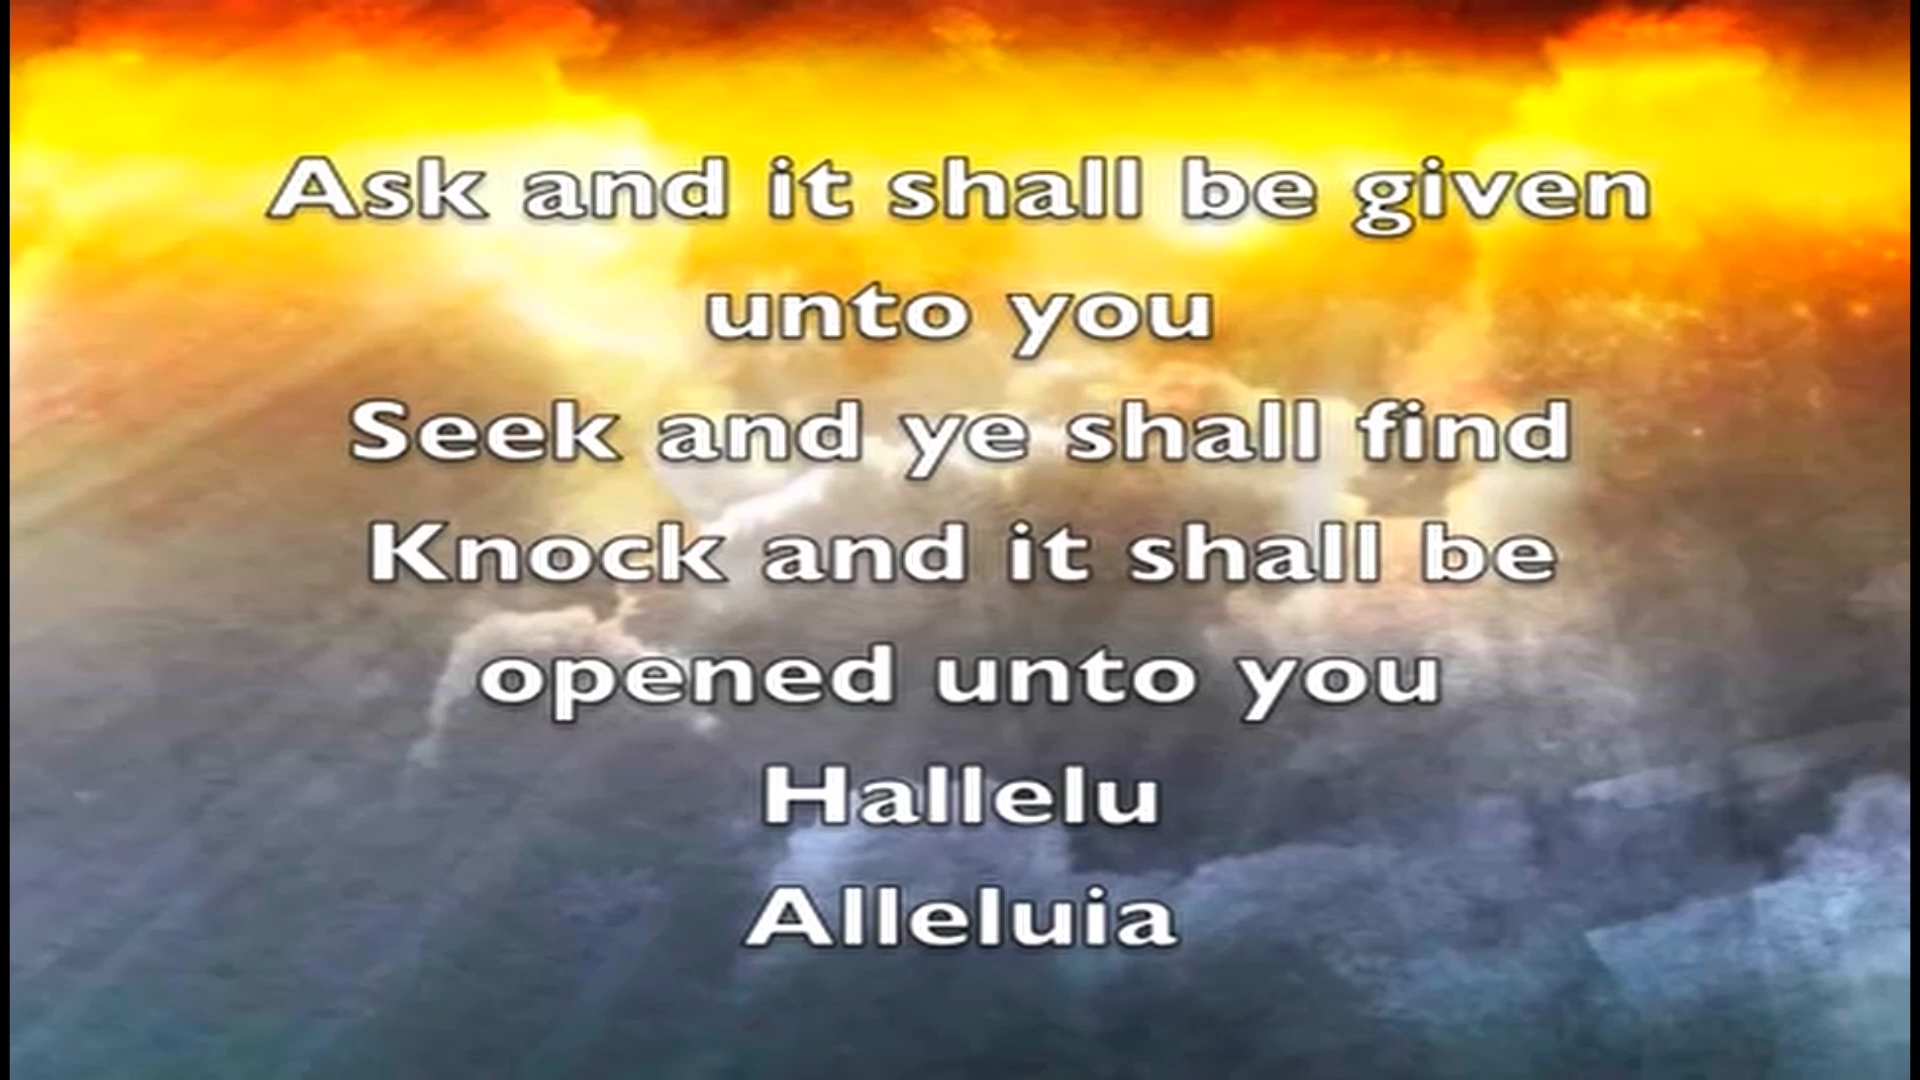 Ask and it shall be given
unto you
Seek and ye shall find
Knock and it shall be
opened unto you
Hallelu
Alleluia